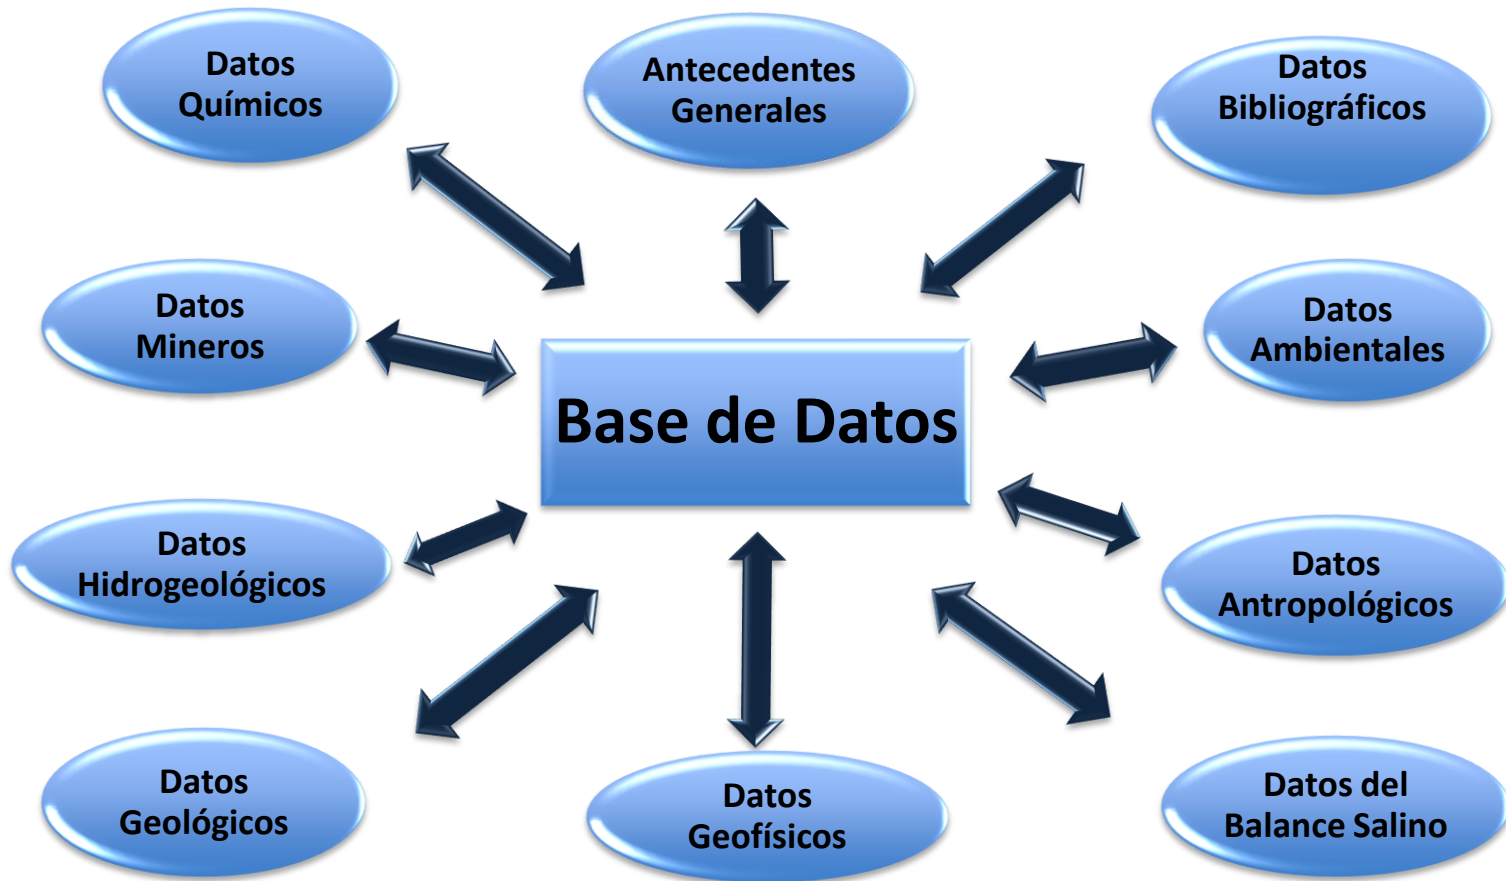 Datos
Químicos
Antecedentes
Generales
Datos
Bibliográficos
Datos
Mineros
Datos
Ambientales
Base de Datos
Datos
Hidrogeológicos
Datos
Antropológicos
Datos
Geológicos
Datos
Geofísicos
Datos del
Balance Salino